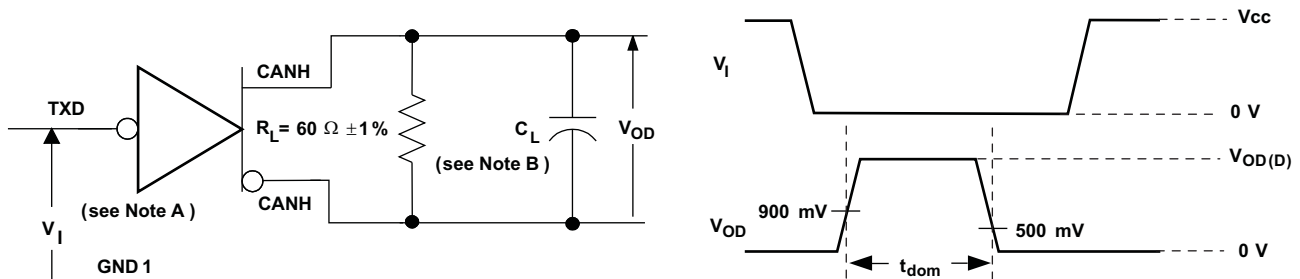 CANH
TXD
R_L= 60 Ω ±1%
(see Note B)
C_L
V_OD
CANH
(see Note A)
V_I
GND 1
Vcc
V_I
0 V
V_OD(D)
900 mV
V_OD
500 mV
0 V
t_dom